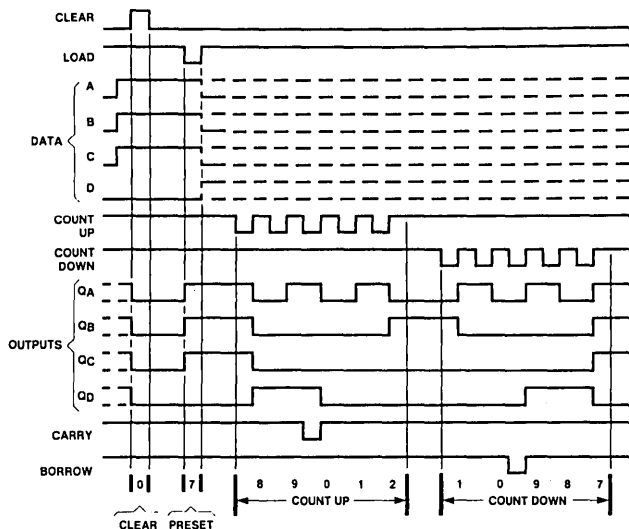 CLEAR
LOAD
A
B
DATA
C
D
COUNT
UP
COUNT
DOWN
QA
QB
OUTPUTS
QC
QD
CARRY
BORROW
0 7 8 9 0 1 2 1 0 9 8 7
COUNT UP COUNT DOWN
CLEAR PRESET